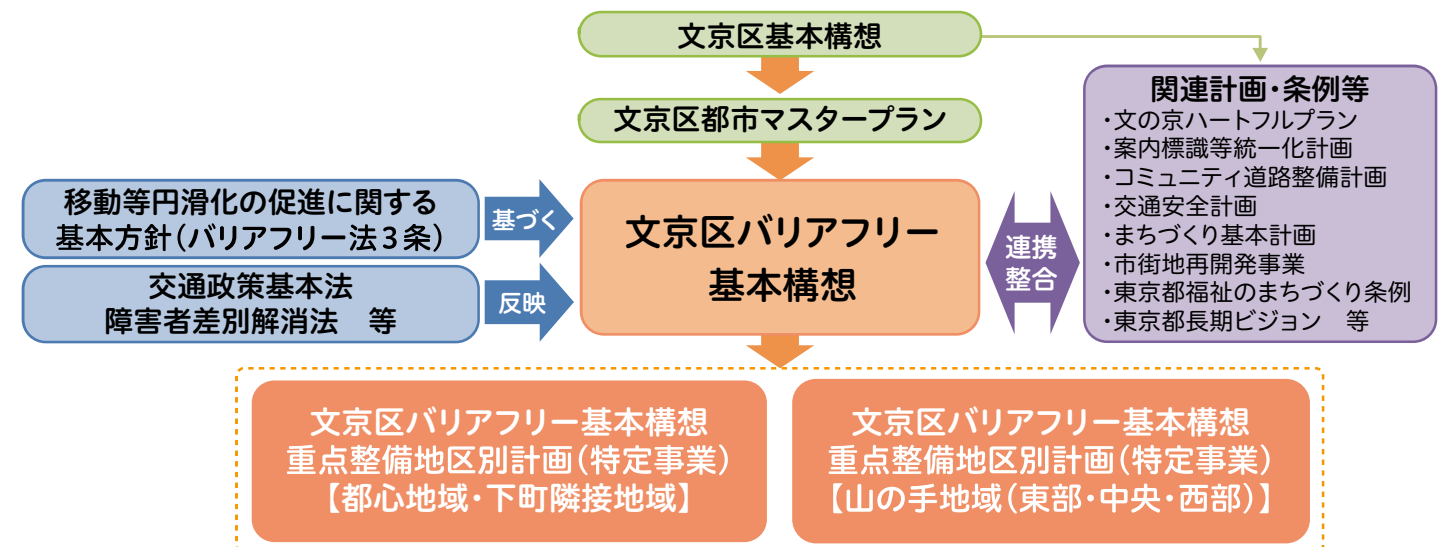 文京区基本構想
文京区都市マスタープラン
移動等円滑化の促進に関する
基本方針(バリアフリー法3条)
基づく
交通政策基本法
障害者差別解消法　等
反映
文京区バリアフリー
基本構想
連携
整合
関連計画・条例等
・文の京ハートフルプラン
・案内標識等統一化計画
・コミュニティ道路整備計画
・交通安全計画
・まちづくり基本計画
・市街地再開発事業
・東京都福祉のまちづくり条例
・東京都長期ビジョン　等
文京区バリアフリー基本構想
重点整備地区別計画(特定事業)
【都心地域・下町隣接地域】
文京区バリアフリー基本構想
重点整備地区別計画(特定事業)
【山の手地域(東部・中央・西部)】